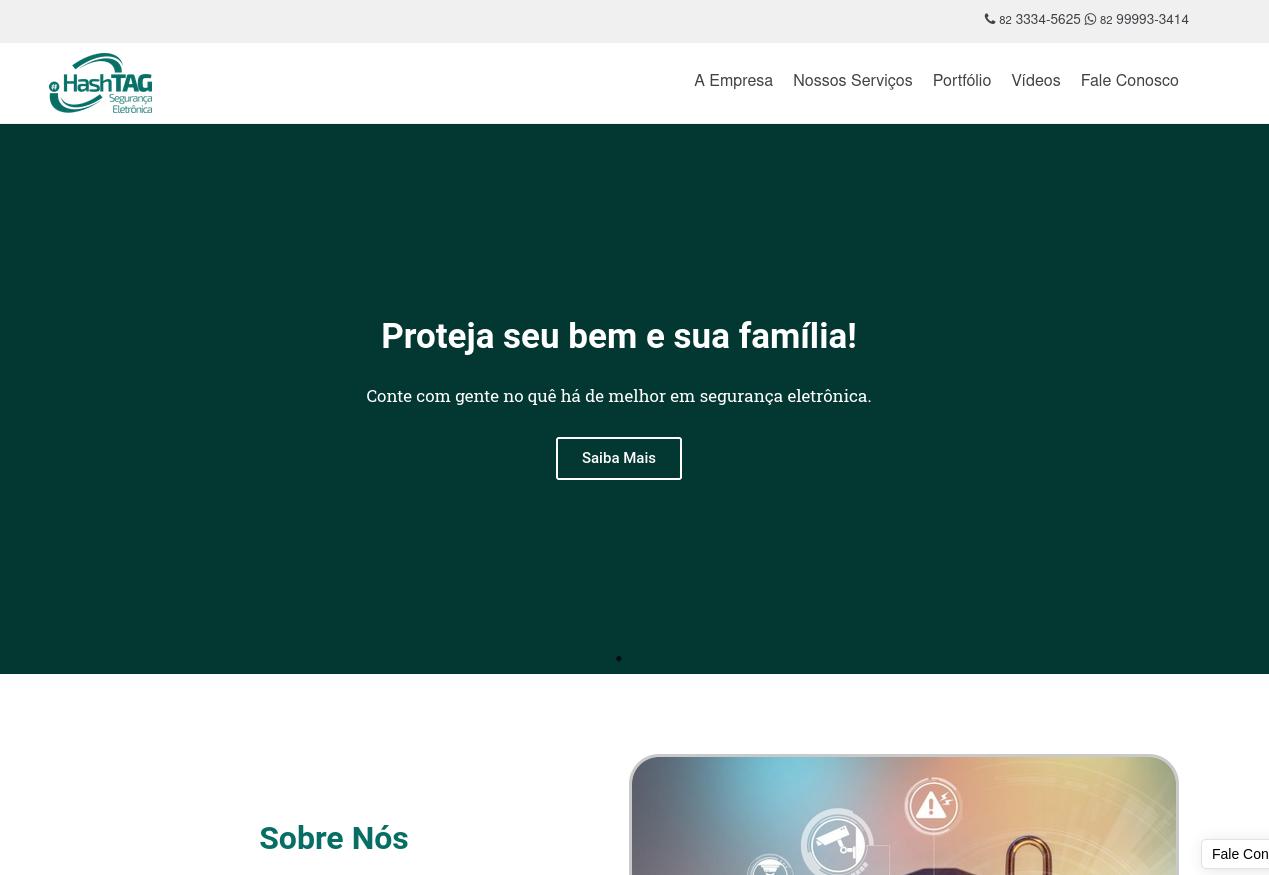 82 3334-5625 82 99993-3414
# HashTAG
Segurança
Eletrônica
A Empresa Nossos Serviços Portfólio Vídeos Fale Conosco
Proteja seu bem e sua família!
Conte com gente no quê há de melhor em segurança eletrônica.
Saiba Mais
Sobre Nós
Fale Con